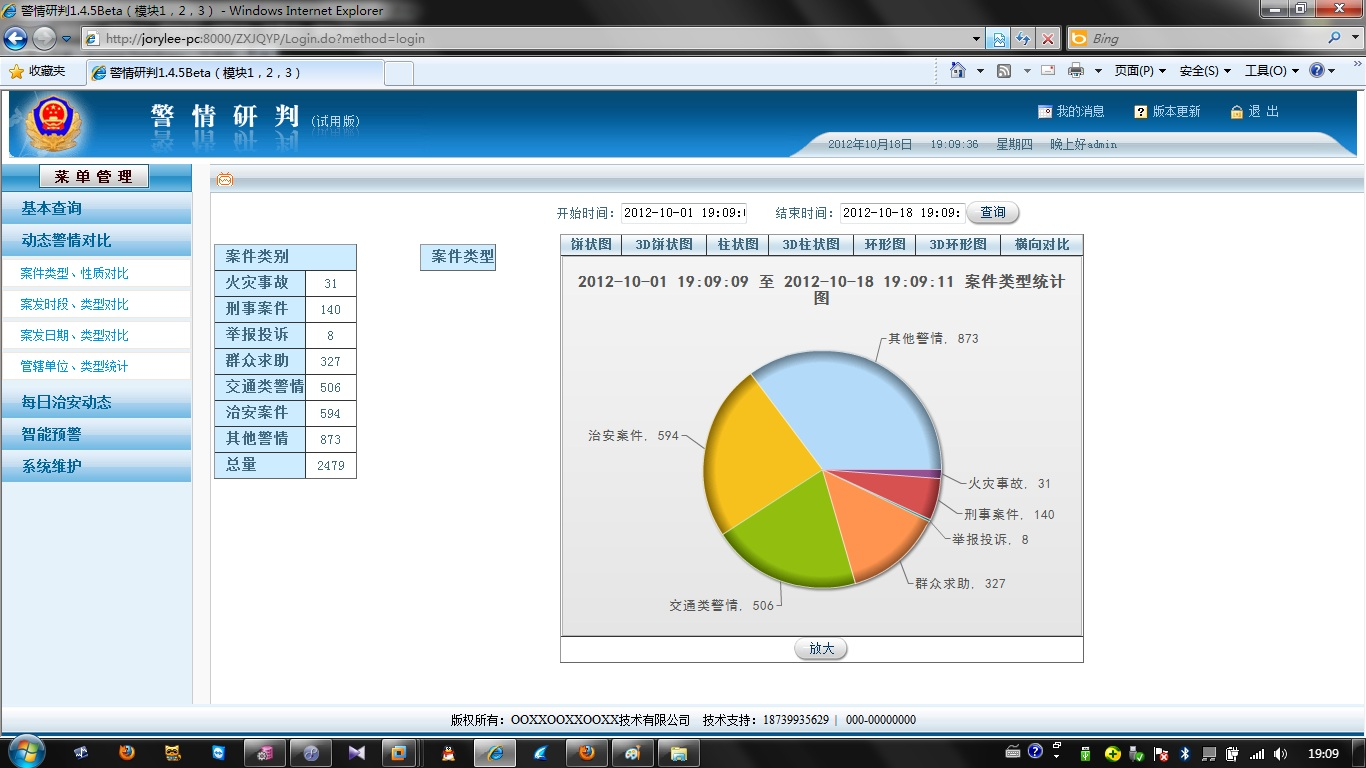 警情研判1.4.5Beta（模块1，2，3） - Windows Internet Explorer
http://jorylee-pc:8000/ZXJQYP/Login.do?method=login
Bing
收藏夹
警情研判1.4.5Beta（模块1，2，3）
页面(P)
安全(S)
工具(O)
警 情 研 判 (试用版)
我的消息
版本更新
退 出
2012年10月18日 19:09:36 星期四 晚上好admin
菜 单 管 理
基本查询
动态警情对比
案件类型、性质对比
案发时段、类型对比
案发日期、类型对比
管辖单位、类型统计
每日治安动态
智能预警
系统维护
开始时间： 2012-10-01 19:09:
结束时间： 2012-10-18 19:09:
查询
案件类别
火灾事故 31
刑事案件 140
举报投诉 8
群众求助 327
交通类警情 506
治安案件 594
其他警情 873
总量 2479
案件类型
饼状图 3D饼状图 柱状图 3D柱状图 环形图 3D环形图 横向对比
2012-10-01 19:09:09 至 2012-10-18 19:09:11 案件类型统计
图
其他警情, 873
治安案件, 594
火灾事故, 31
刑事案件, 140
举报投诉, 8
群众求助, 327
交通类警情, 506
放大
版权所有：OOXXOOXXOOXX技术有限公司 技术支持：18739935629 | 000-00000000
19:09